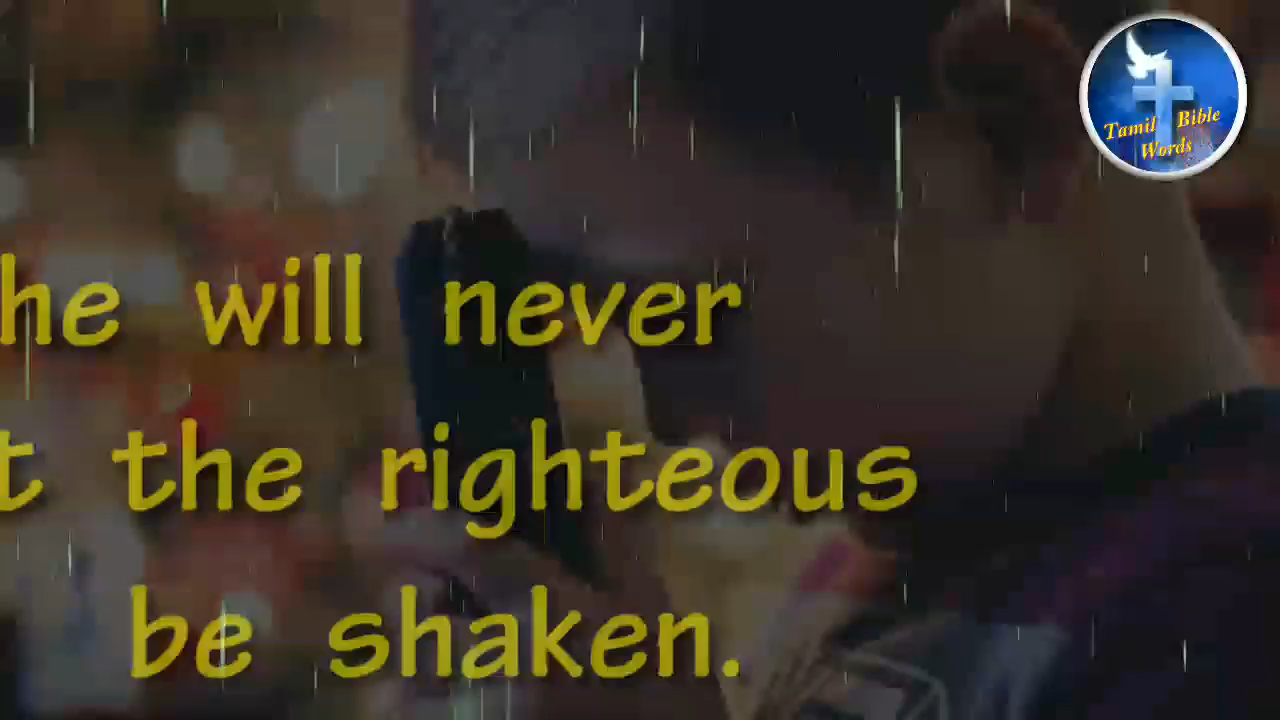 Tamil Bible
Words
he will never
t the righteous
be shaken.